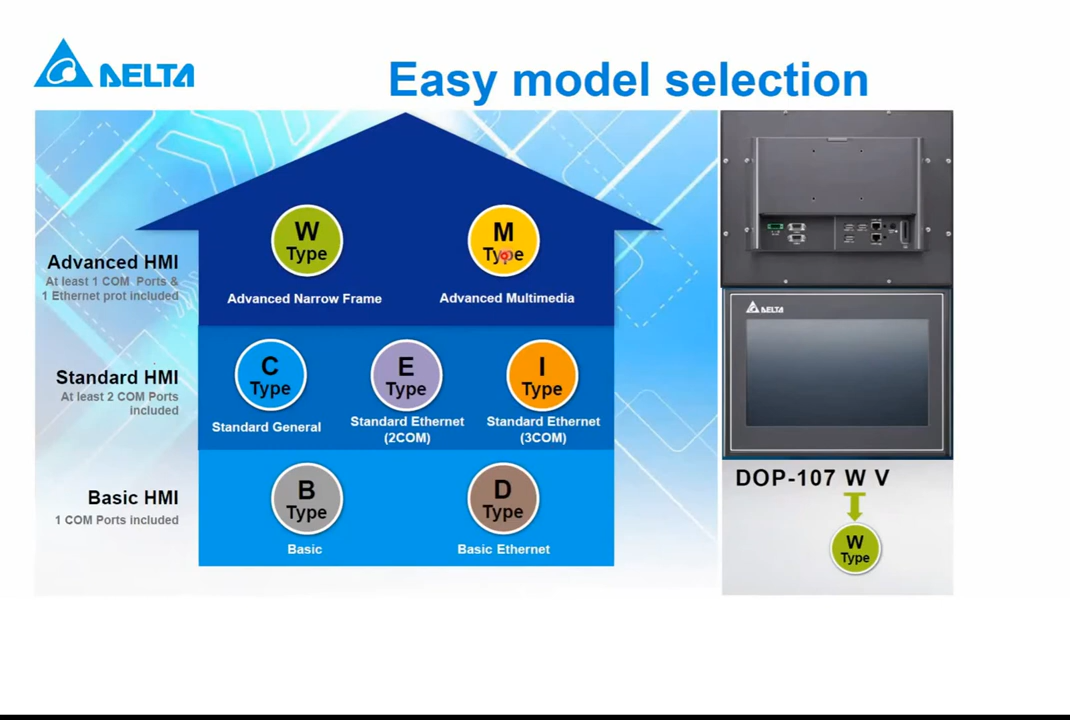 DELTA
Easy model selection
Advanced HMI
At least 1 COM Ports &
1 Ethernet prot included
W
Type
Advanced Narrow Frame
M
Type
Advanced Multimedia
Standard HMI
At least 2 COM Ports
included
C
Type
Standard General
E
Type
Standard Ethernet
(2COM)
I
Type
Standard Ethernet
(3COM)
Basic HMI
1 COM Ports included
B
Type
Basic
D
Type
Basic Ethernet
DELTA
DOP-107 W V
W
Type